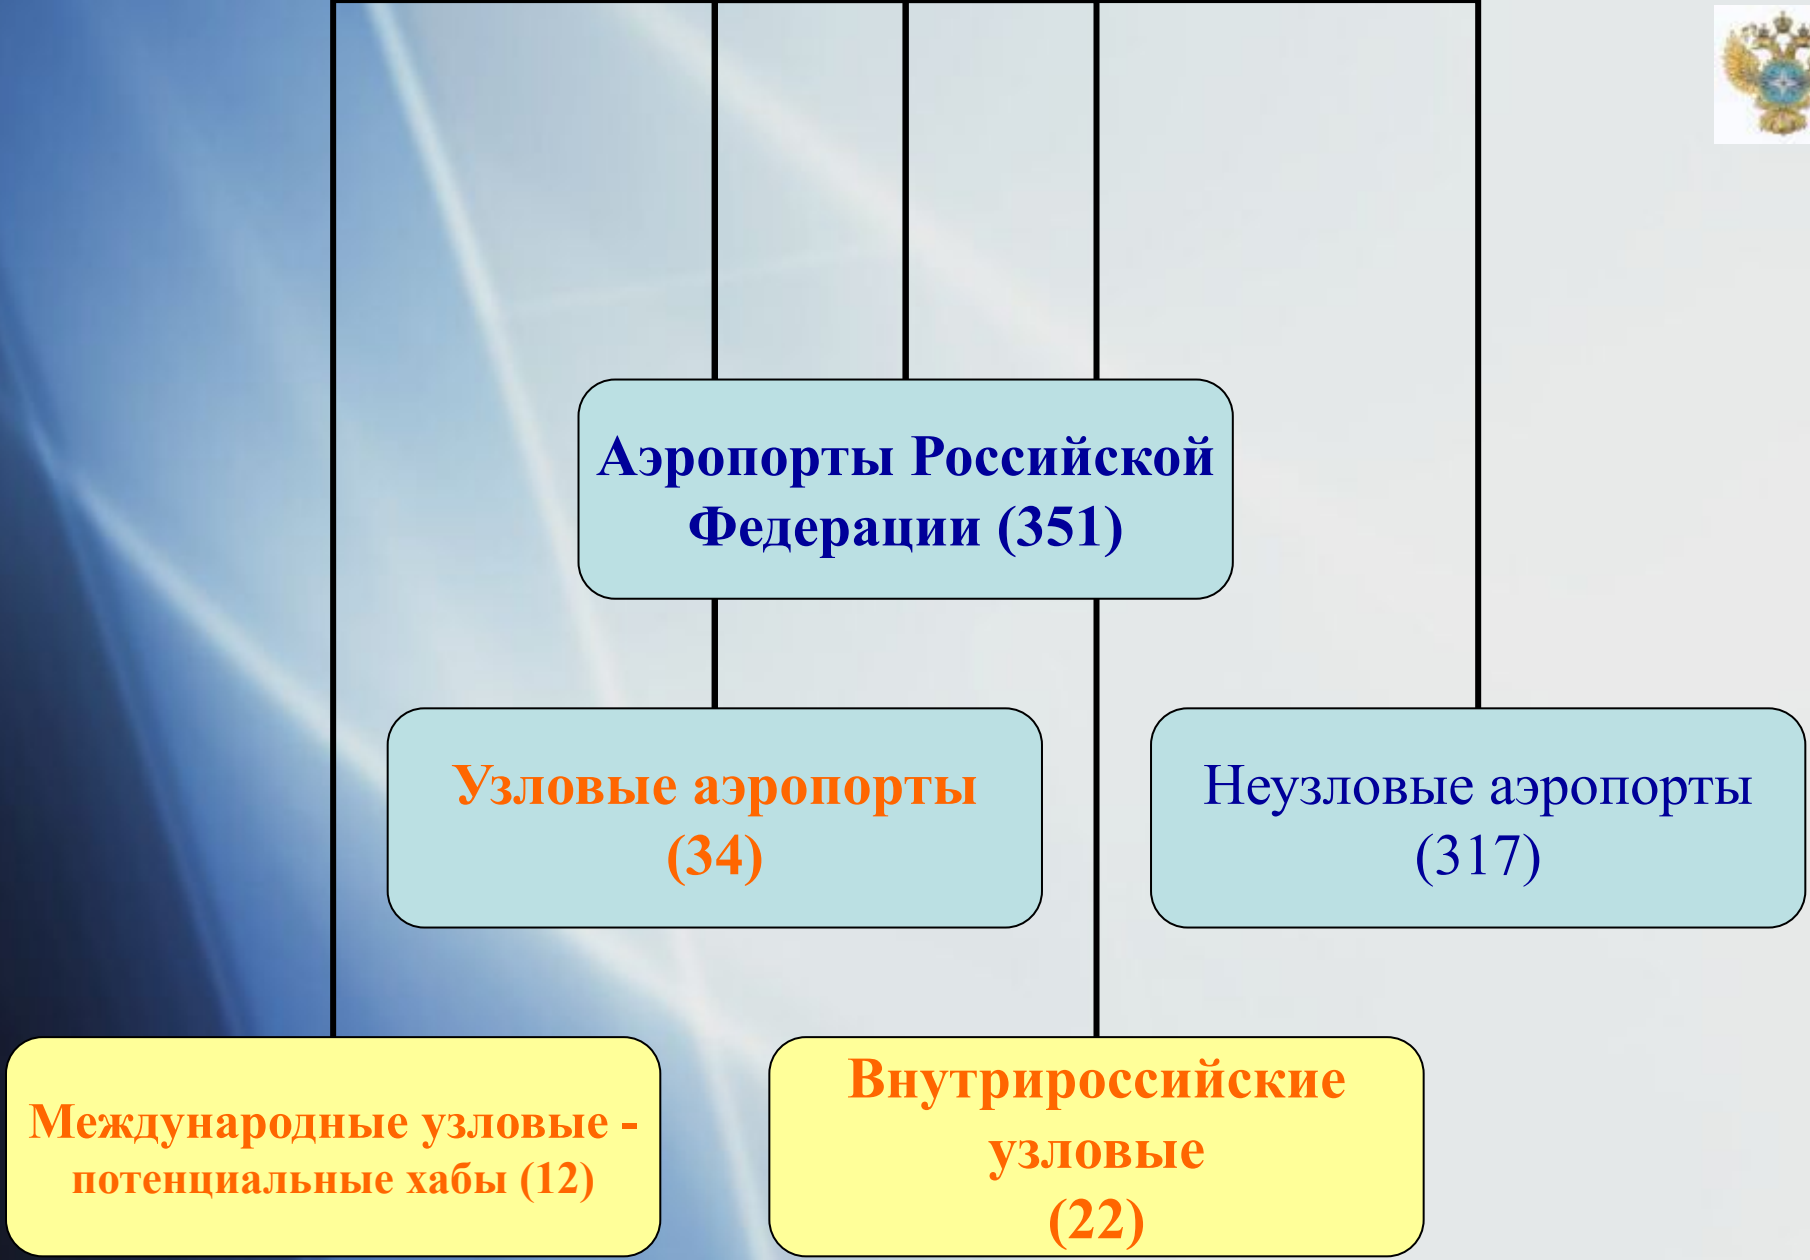 Аэропорты Российской
Федерации (351)
Узловые аэропорты
(34)
Неузловые аэропорты
(317)
Международные узловые -
потенциальные хабы (12)
Внутрироссийские
узловые
(22)